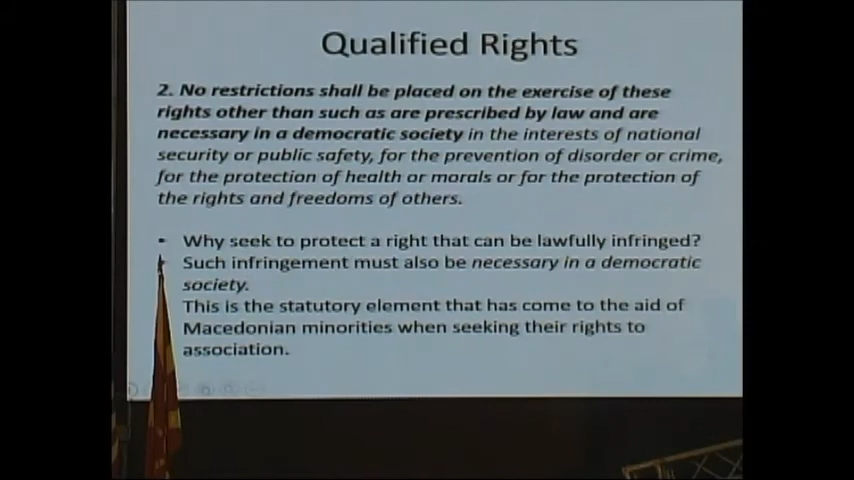 Qualified Rights
2. No restrictions shall be placed on the exercise of these
rights other than such as are prescribed by law and are
necessary in a democratic society in the interests of national
security or public safety, for the prevention of disorder or crime,
for the protection of health or morals or for the protection of
the rights and freedoms of others.
• Why seek to protect a right that can be lawfully infringed?
Such infringement must also be necessary in a democratic
society.
This is the statutory element that has come to the aid of
Macedonian minorities when seeking their rights to
association.